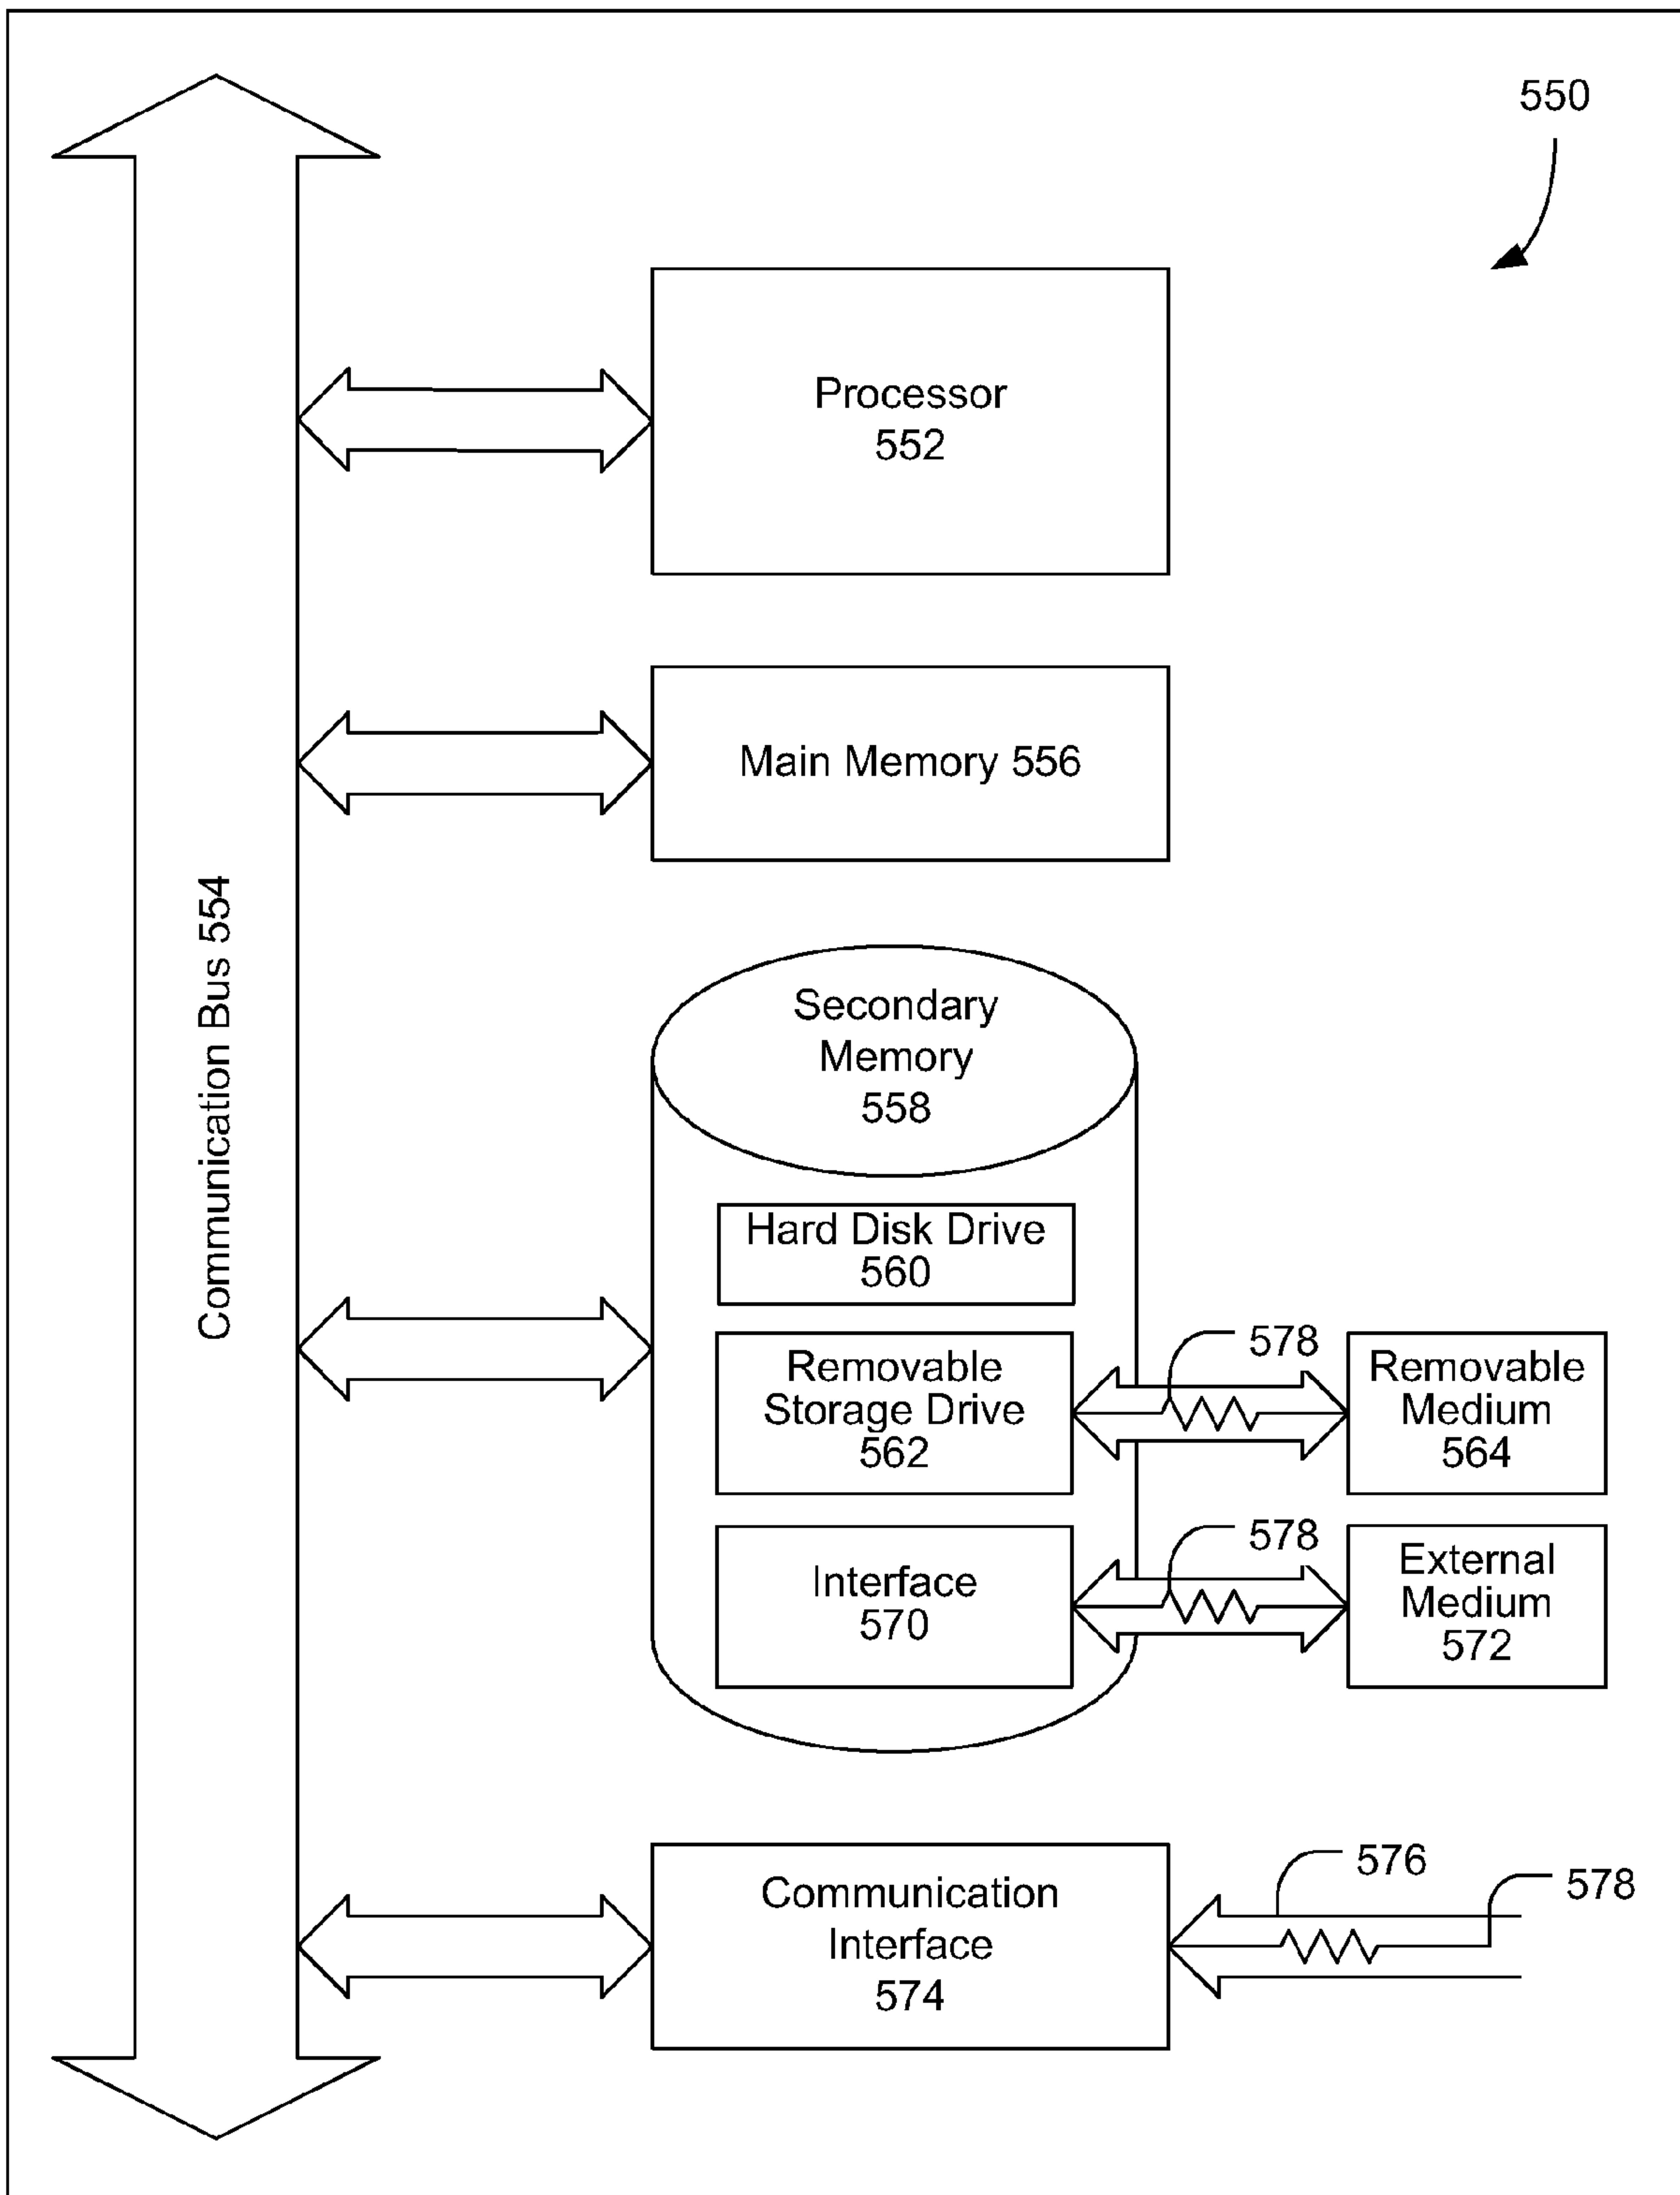 550
Processor
552
Main Memory 556
Communication Bus 554
Secondary
Memory
558
Hard Disk Drive
560
Removable
Storage Drive
562
578
Removable
Medium
564
Interface
570
578
External
Medium
572
Communication
Interface
574
576
578